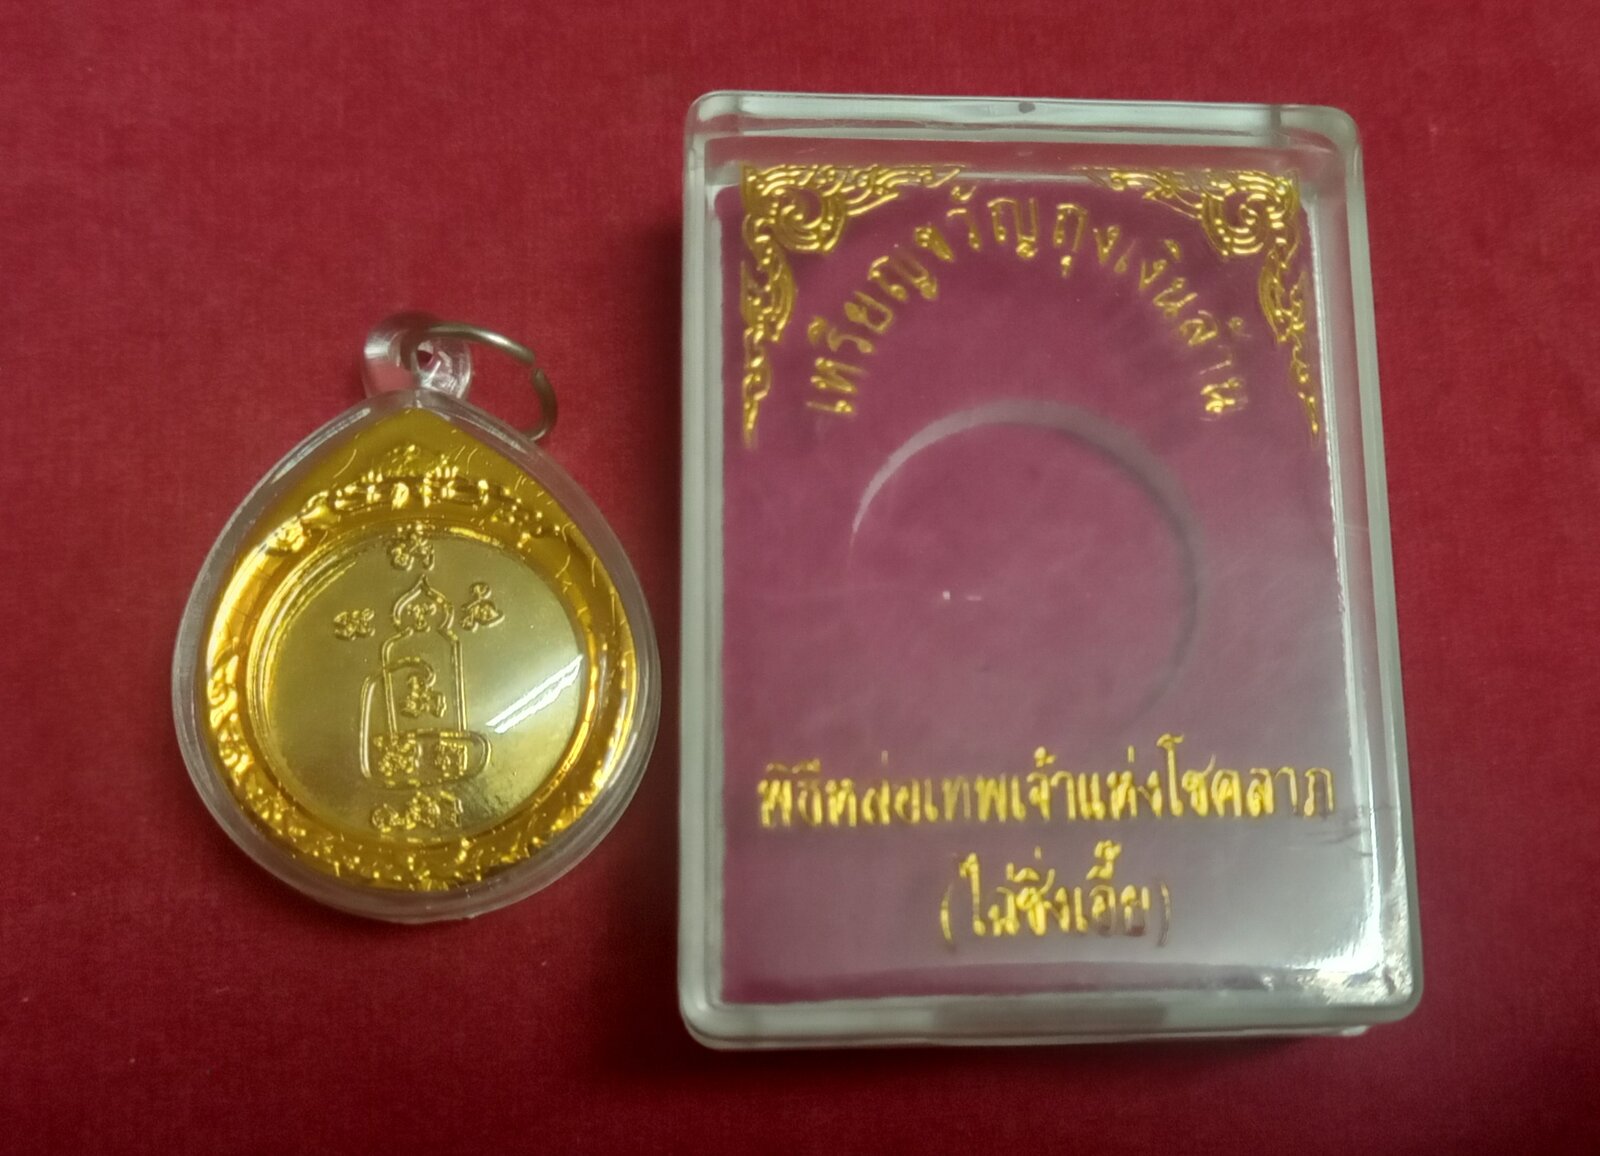 เหรียญขวัญถุงเงินล้าน
พิธีหล่อเทพเจ้าแห่งโชคลาภ
(ไฉ่ซิ่งเอี๊ย)